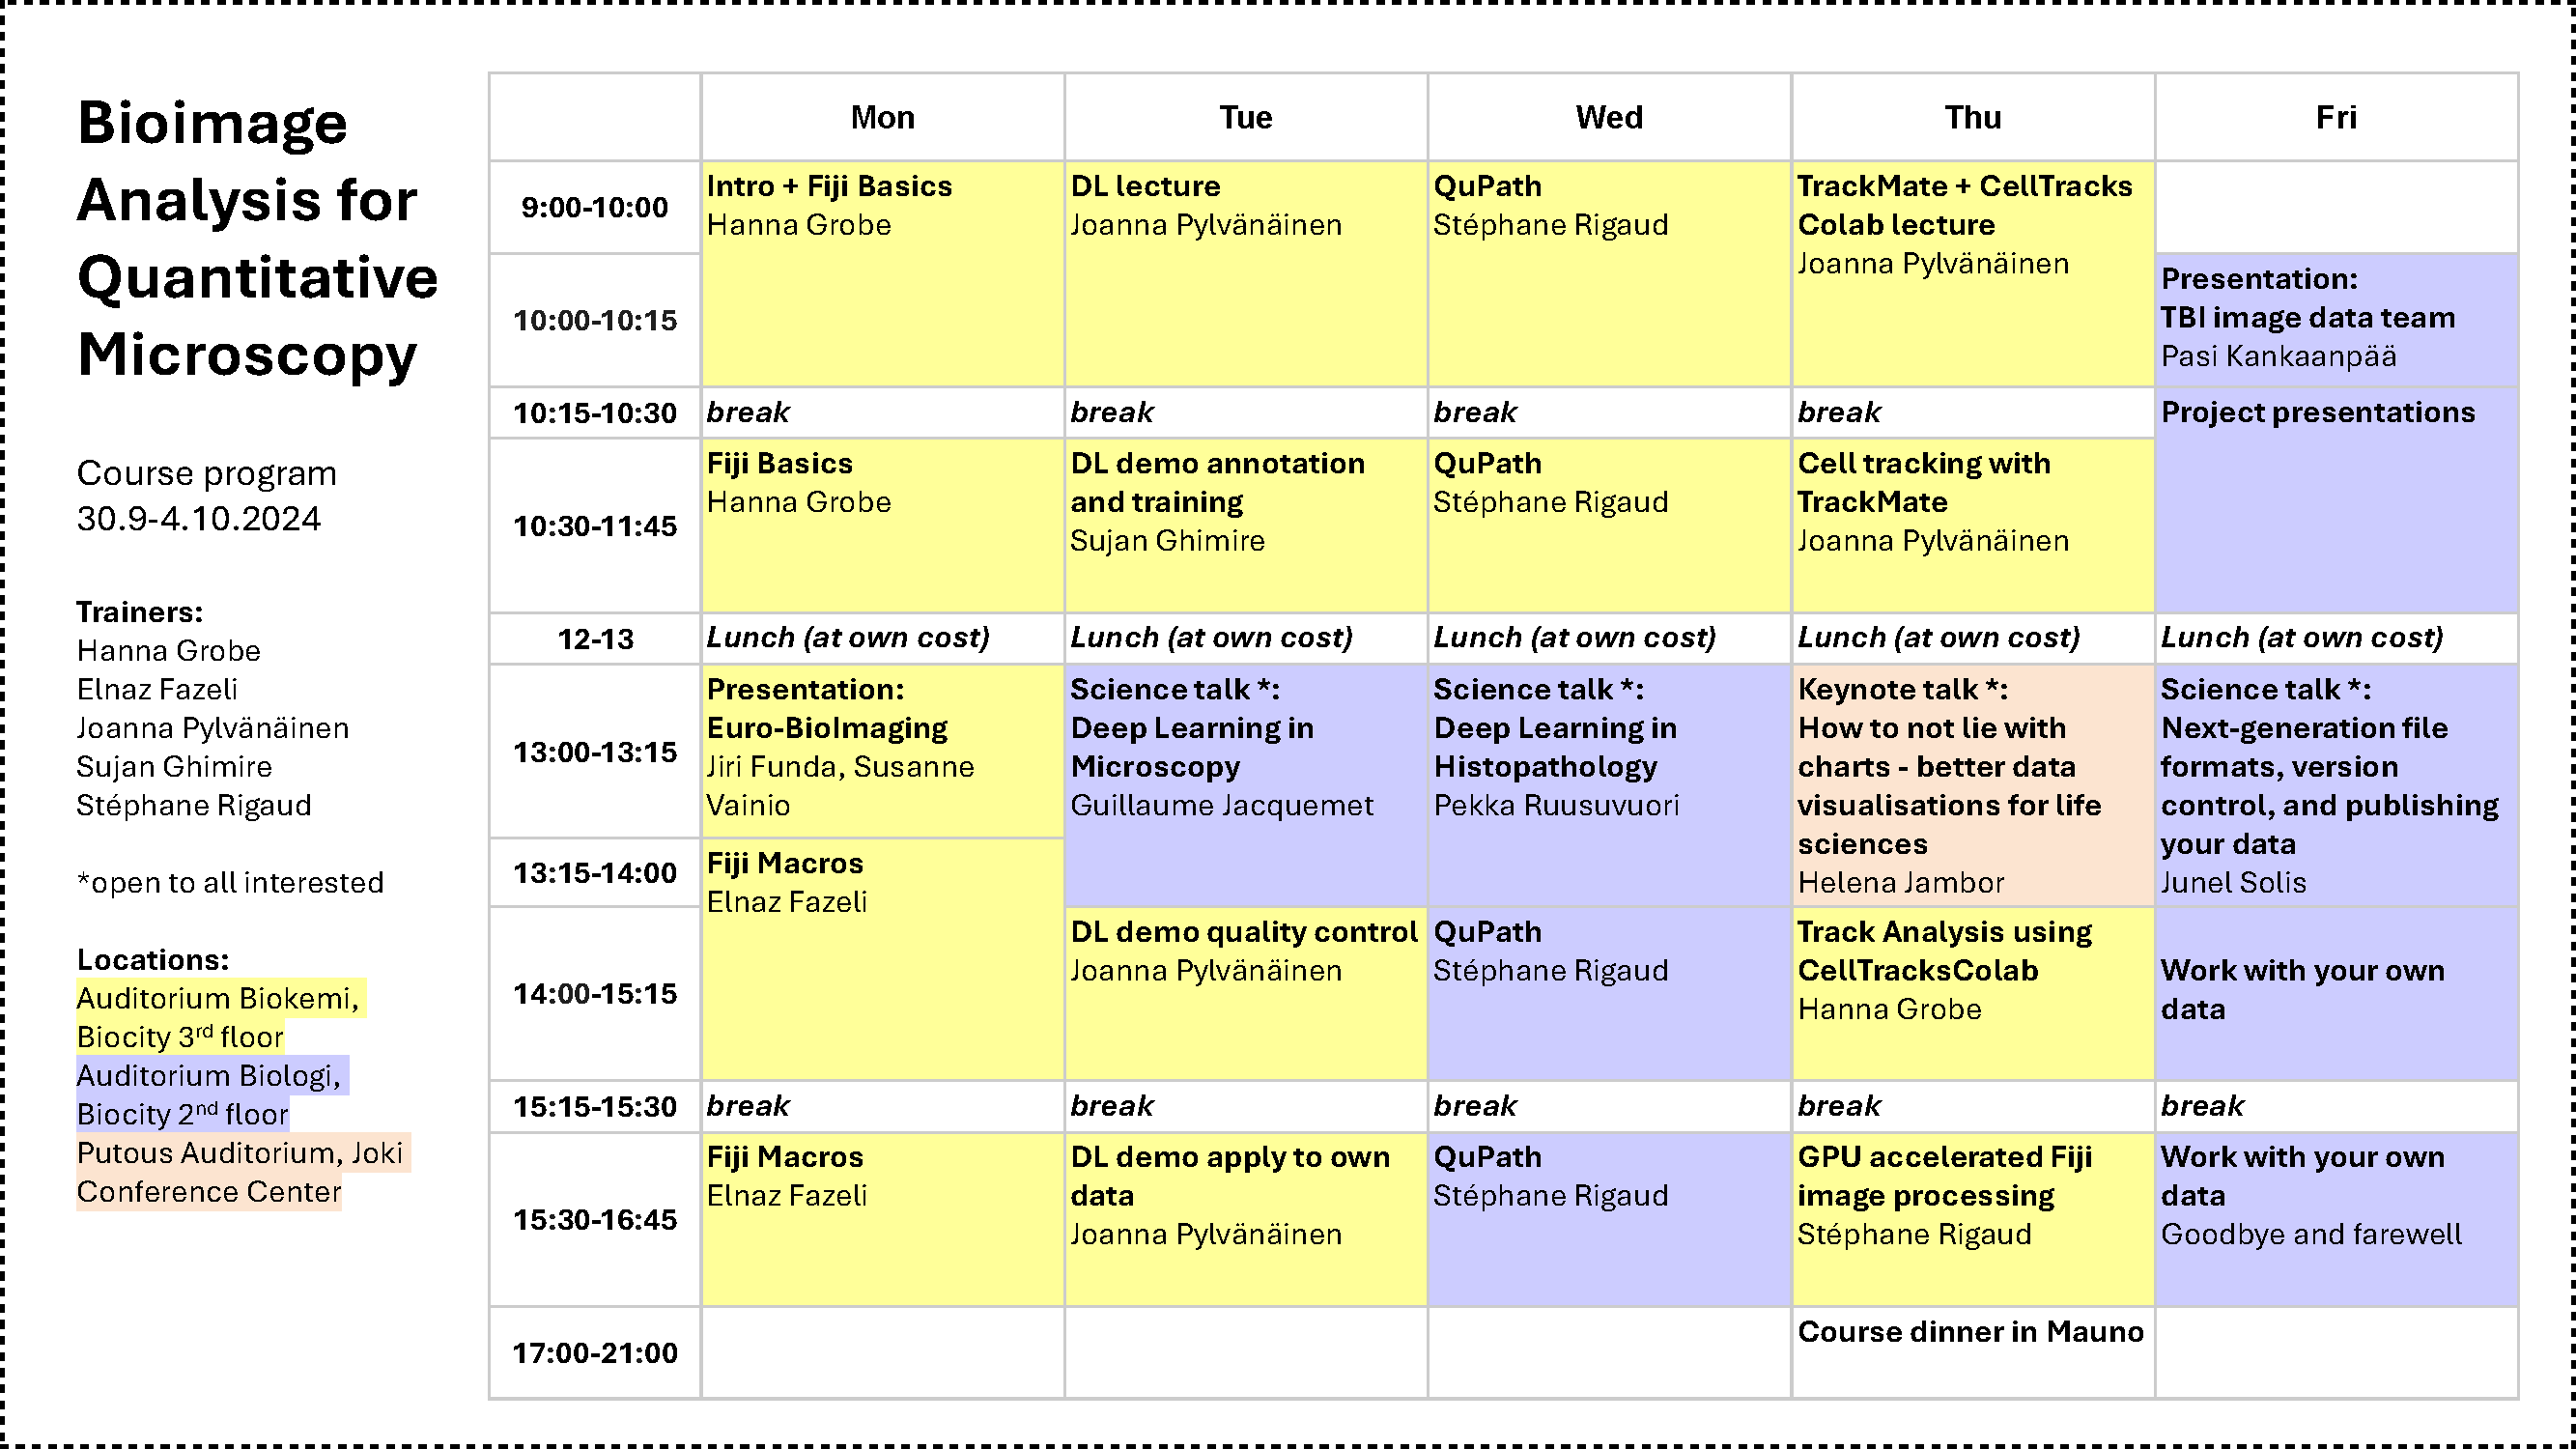 Bioimage
Analysis for
Quantitative
Microscopy
Course program
30.9-4.10.2024
Trainers:
Hanna Grobe
Elnaz Fazeli
Joanna Pylvänäinen
Sujan Ghimire
Stéphane Rigaud
*open to all interested
Locations:
Auditorium Biokemi,
Biocity 3rd floor
Auditorium Biologi,
Biocity 2nd floor
Putous Auditorium, Joki
Conference Center
Mon
Tue
Wed
Thu
Fri
9:00-10:00
10:00-10:15
Intro + Fiji Basics
Hanna Grobe
DL lecture
Joanna Pylvänäinen
QuPath
Stéphane Rigaud
TrackMate + CellTracks
Colab lecture
Joanna Pylvänäinen
Presentation:
TBI image data team
Pasi Kankaanpää
10:15-10:30
break
break
break
break
Project presentations
10:30-11:45
Fiji Basics
Hanna Grobe
DL demo annotation
and training
Sujan Ghimire
QuPath
Stéphane Rigaud
Cell tracking with
TrackMate
Joanna Pylvänäinen
12-13
Lunch (at own cost)
Lunch (at own cost)
Lunch (at own cost)
Lunch (at own cost)
Lunch (at own cost)
13:00-13:15
Presentation:
Euro-BioImaging
Jiri Funda, Susanne
Vainio
Science talk *:
Deep Learning in
Microscopy
Guillaume Jacquemet
Science talk *:
Deep Learning in
Histopathology
Pekka Ruusuvuori
Keynote talk *:
How to not lie with
charts - better data
visualisations for life
sciences
Helena Jambor
Science talk *:
Next-generation file
formats, version
control, and publishing
your data
Junel Solis
13:15-14:00
Fiji Macros
Elnaz Fazeli
14:00-15:15
DL demo quality control
Joanna Pylvänäinen
QuPath
Stéphane Rigaud
Track Analysis using
CellTracksColab
Hanna Grobe
Work with your own
data
15:15-15:30
break
break
break
break
break
15:30-16:45
Fiji Macros
Elnaz Fazeli
DL demo apply to own
data
Joanna Pylvänäinen
QuPath
Stéphane Rigaud
GPU accelerated Fiji
image processing
Stéphane Rigaud
Work with your own
data
Goodbye and farewell
17:00-21:00
Course dinner in Mauno